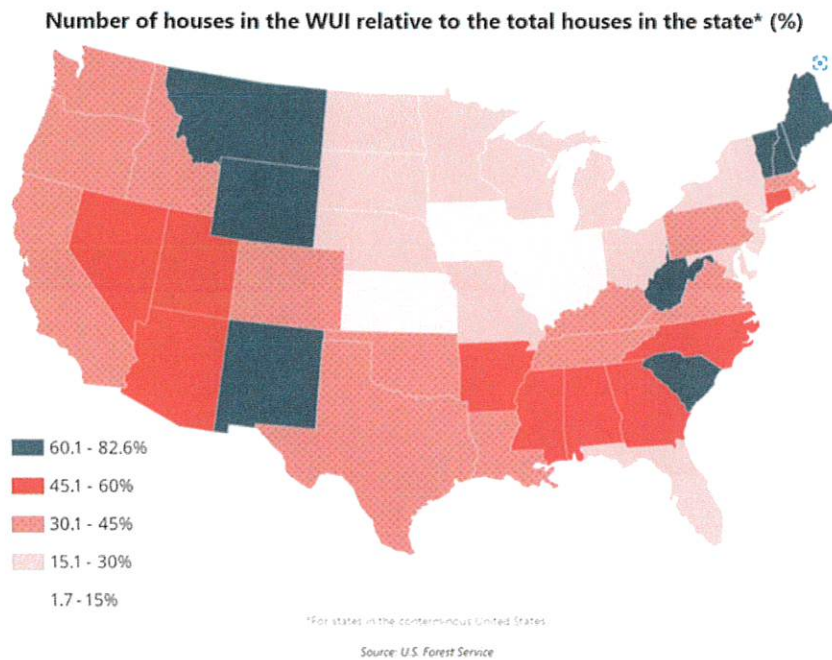 Number of houses in the WUI relative to the total houses in the state* (%)
60.1 - 82.6%
45.1 - 60%
30.1 - 45%
15.1 - 30%
1.7 - 15%
*For states in the conterminous United States
Source: U.S. Forest Service